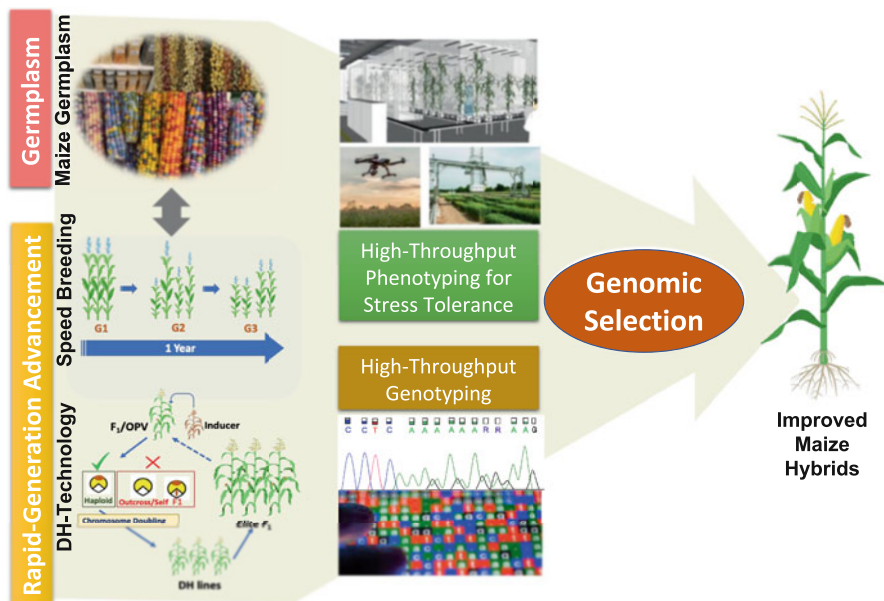 Germplasm
Maize Germplasm
Rapid-Generation Advancement
Speed Breeding
G1
G2
G3
1 Year
DH-Technology
F1/OPV
Inducer
Haploid
Outcross/Self F1
Chromosome Doubling
Elite F1
DH lines
High-Throughput
Phenotyping for
Stress Tolerance
High-Throughput
Genotyping
C C T C A A A A A A R R A A G
Genomic
Selection
Improved
Maize
Hybrids